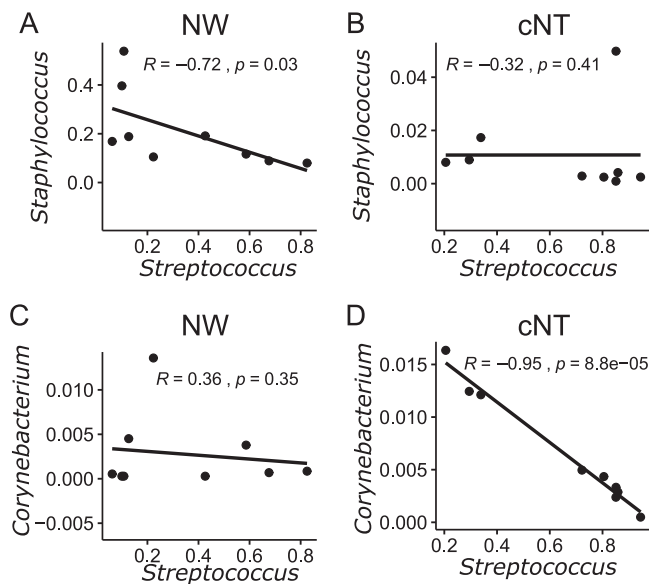 A
NW
R = −0.72 , p = 0.03
Staphylococcus
0.4
0.2
0.0
0.2
0.4
0.6
0.8
Streptococcus
B
cNT
R = −0.32 , p = 0.41
Staphylococcus
0.04
0.02
0.00
0.2
0.4
0.6
0.8
Streptococcus
C
NW
R = 0.36 , p = 0.35
Corynebacterium
0.010
0.005
0.000
−0.005
0.2
0.4
0.6
0.8
Streptococcus
D
cNT
R = −0.95 , p = 8.8e−05
Corynebacterium
0.015
0.010
0.005
0.000
0.2
0.4
0.6
0.8
Streptococcus